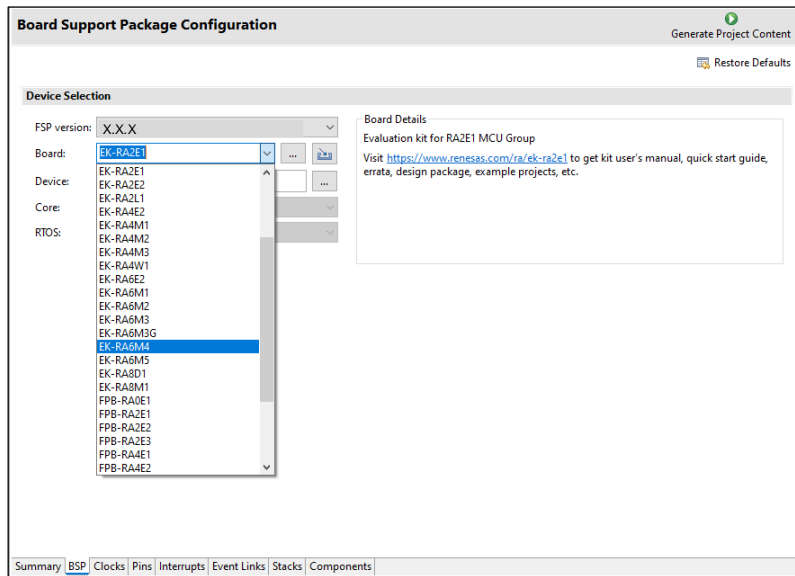 Board Support Package Configuration
Generate Project Content
Restore Defaults
Device Selection
FSP version: X.X.X
Board: EK-RA2E1 ...
Device: ...
Core:
RTOS:
EK-RA2E1
EK-RA2E2
EK-RA2L1
EK-RA4E2
EK-RA4M1
EK-RA4M2
EK-RA4M3
EK-RA4W1
EK-RA6E2
EK-RA6M1
EK-RA6M2
EK-RA6M3
EK-RA6M3G
EK-RA6M4
EK-RA6M5
EK-RA8D1
EK-RA8M1
FPB-RA0E1
FPB-RA2E1
FPB-RA2E2
FPB-RA2E3
FPB-RA4E1
FPB-RA4E2
Board Details
Evaluation kit for RA2E1 MCU Group
Visit https://www.renesas.com/ra/ek-ra2e1 to get kit user's manual, quick start guide,
errata, design package, example projects, etc.
Summary BSP Clocks Pins Interrupts Event Links Stacks Components